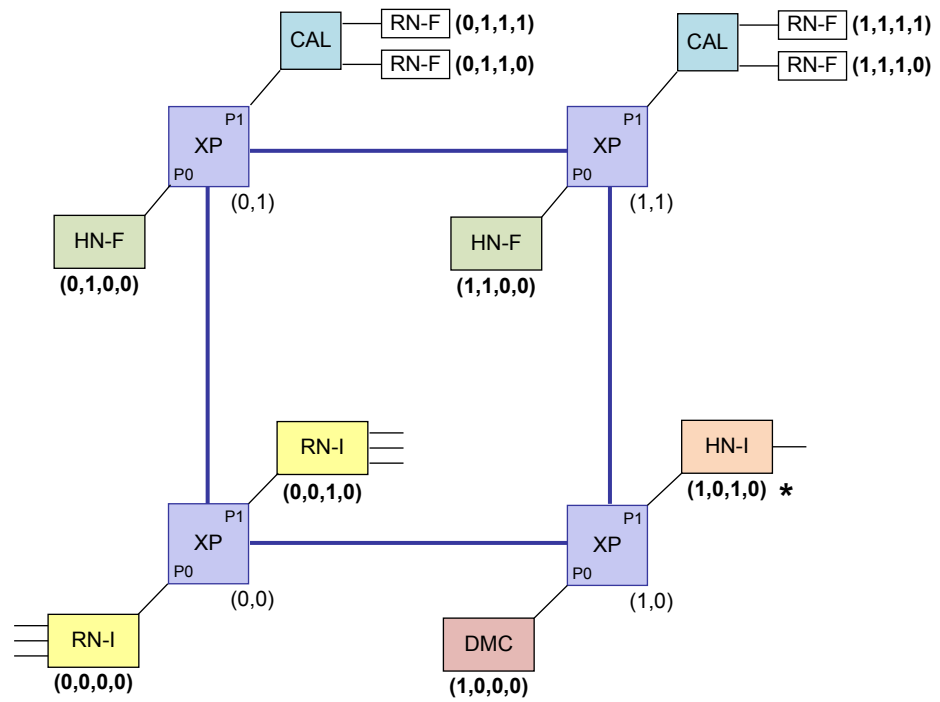 RN-F (0,1,1,1)
CAL
RN-F (0,1,1,0)
RN-F (1,1,1,1)
CAL
RN-F (1,1,1,0)
P1
XP
P0
(0,1)
P1
XP
P0
(1,1)
HN-F
(0,1,0,0)
HN-F
(1,1,0,0)
RN-I
(0,0,1,0)
HN-I
(1,0,1,0) *
P1
XP
P0
(0,0)
P1
XP
P0
(1,0)
RN-I
(0,0,0,0)
DMC
(1,0,0,0)